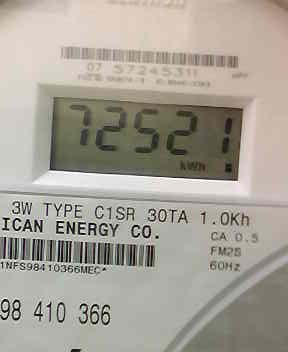 07 57245311
72521
kWH
3W TYPE C1SR 30TA 1.0Kh
ICAN ENERGY CO.
CA 0.5
FM2S
1NFS98410366MEC*
60Hz
98 410 366